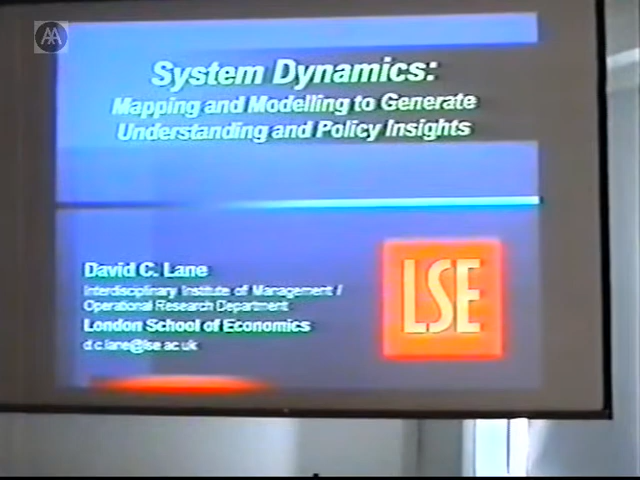 AA
System Dynamics:
Mapping and Modelling to Generate
Understanding and Policy Insights
David C. Lane
Interdisciplinary Institute of Management /
Operational Research Department
London School of Economics
d.c.lane@lse.ac.uk
LSE